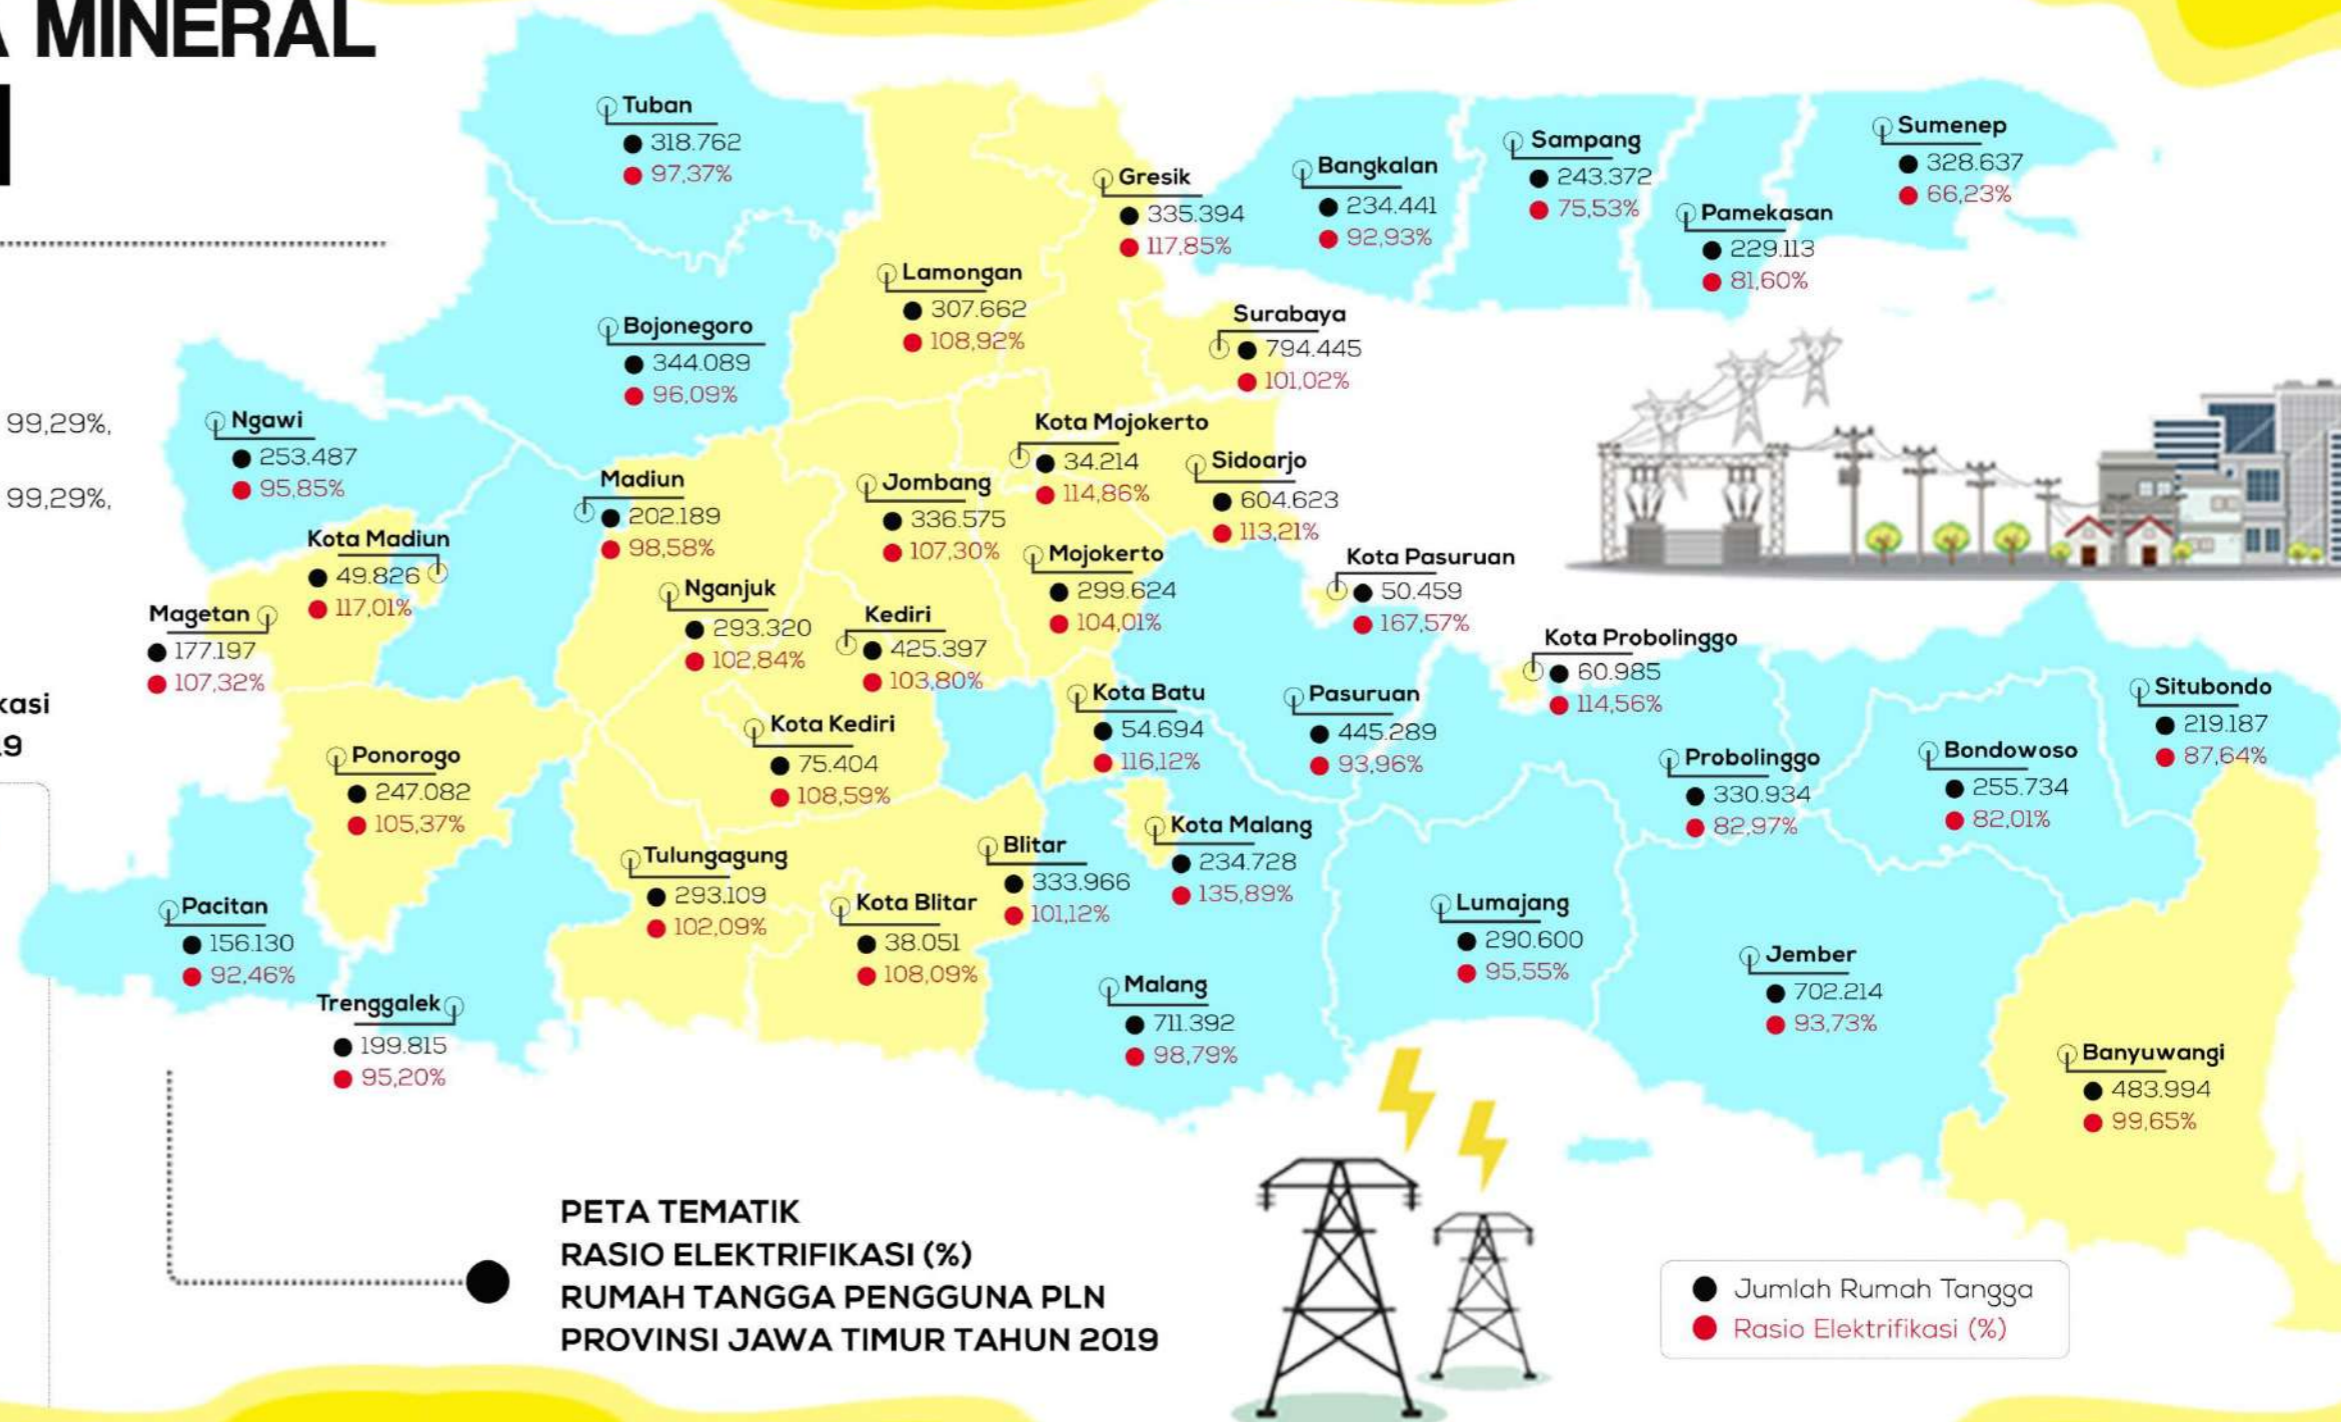 A MINERAL
99,29%,
99,29%,
kasi
19
Tuban
318.762
97,37%
Bojonegoro
344.089
96,09%
Lamongan
307.662
108,92%
Gresik
335.394
117,85%
Bangkalan
234.441
92,93%
Sampang
243.372
75,53%
Pamekasan
229.113
81,60%
Sumenep
328.637
66,23%
Surabaya
794.445
101,02%
Ngawi
253.487
95,85%
Kota Madiun
49.826
117,01%
Magetan
177.197
107,32%
Madiun
202.189
98,58%
Nganjuk
293.320
102,84%
Jombang
336.575
107,30%
Kediri
425.397
103,80%
Kota Mojokerto
34.214
114,86%
Sidoarjo
604.623
113,21%
Mojokerto
299.624
104,01%
Kota Pasuruan
50.459
167,57%
Kota Probolinggo
60.985
114,56%
Kota Batu
54.694
116,12%
Pasuruan
445.289
93,96%
Probolinggo
330.934
82,97%
Bondowoso
255.734
82,01%
Situbondo
219.187
87,64%
Ponorogo
247.082
105,37%
Kota Kediri
75.404
108,59%
Pacitan
156.130
92,46%
Trenggalek
199.815
95,20%
Tulungagung
293.109
102,09%
Kota Blitar
38.051
108,09%
Blitar
333.966
101,12%
Kota Malang
234.728
135,89%
Malang
711.392
98,79%
Lumajang
290.600
95,55%
Jember
702.214
93,73%
Banyuwangi
483.994
99,65%
PETA TEMATIK
RASIO ELEKTRIFIKASI (%)
RUMAH TANGGA PENGGUNA PLN
PROVINSI JAWA TIMUR TAHUN 2019
Jumlah Rumah Tangga
Rasio Elektrifikasi (%)